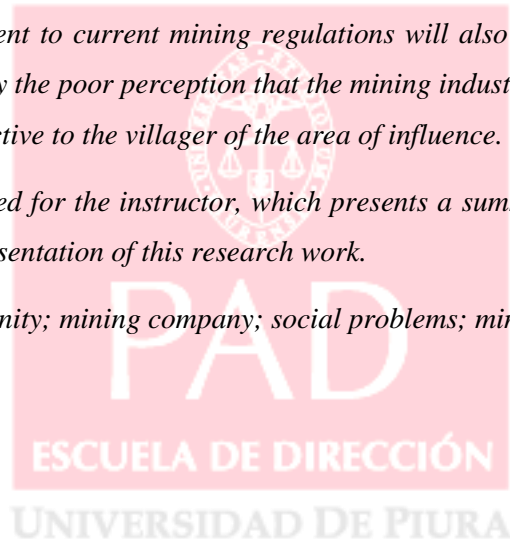 ent to current mining regulations will also
y the poor perception that the mining indust
ctive to the villager of the area of influence.
ed for the instructor, which presents a sum
sentation of this research work.
nity; mining company; social problems; min
PAD
ESCUELA DE DIRECCIÓN
UNIVERSIDAD DE PIURA